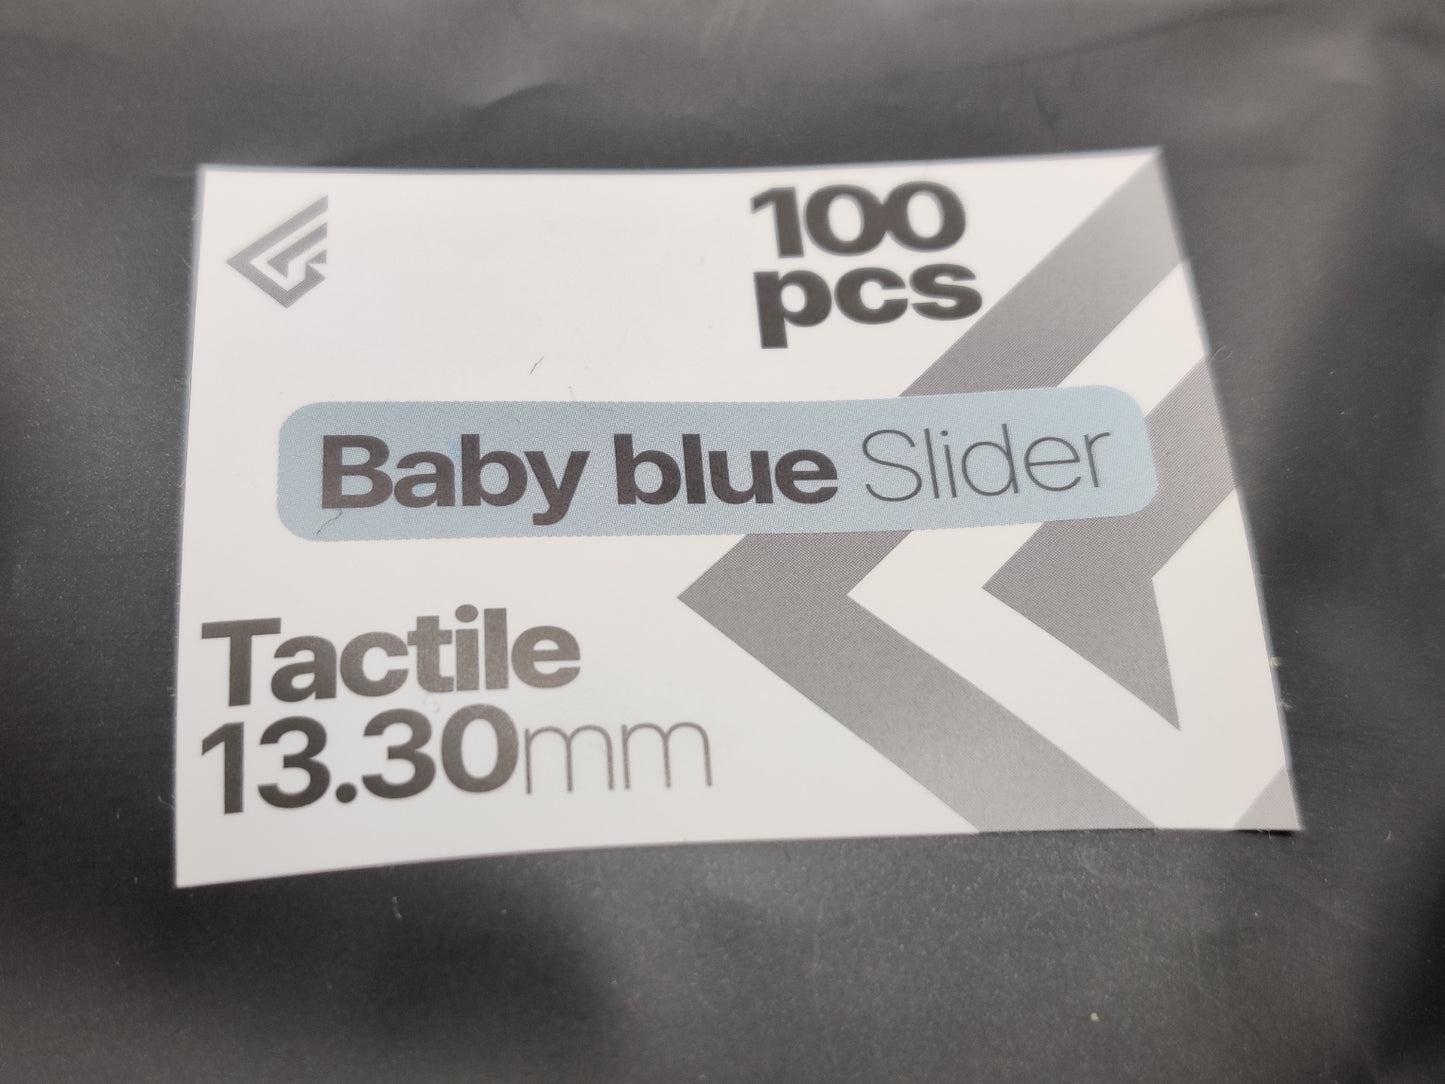 100
pcs
Baby blue Slider
Tactile
13.30mm